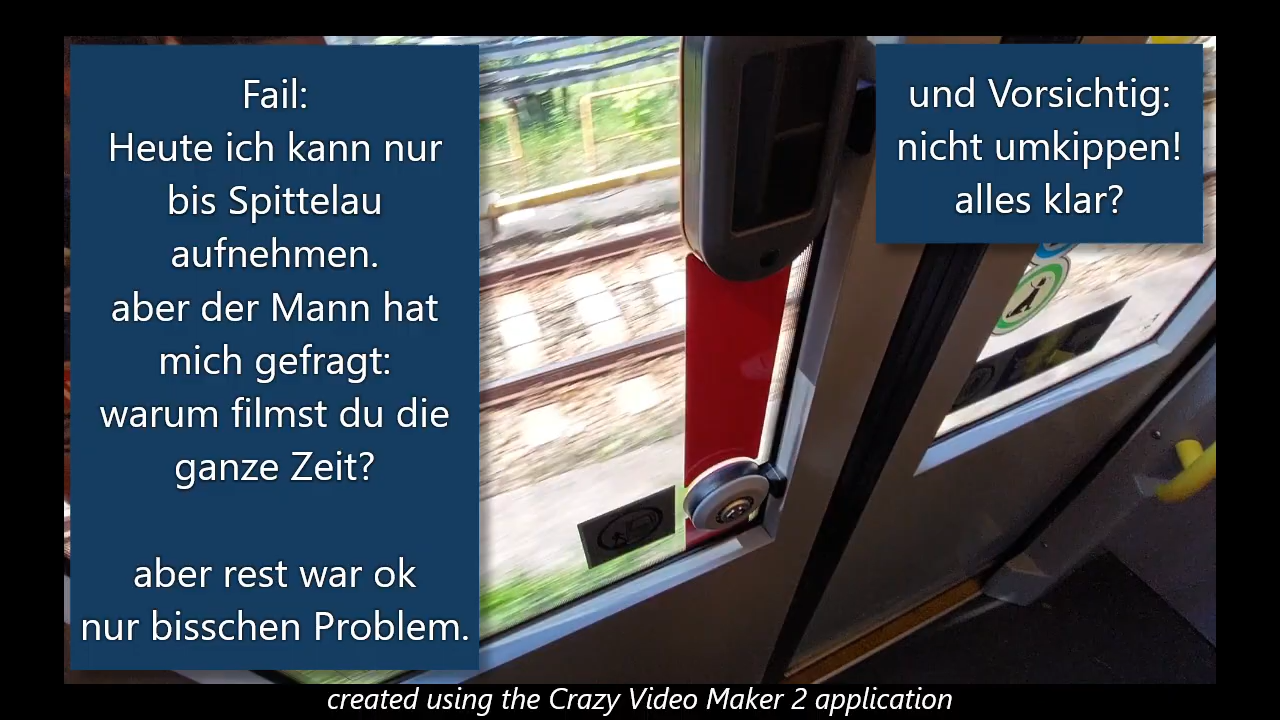 Fail:
Heute ich kann nur
bis Spittelau
aufnehmen.
aber der Mann hat
mich gefragt:
warum filmst du die
ganze Zeit?
aber rest war ok
nur bisschen Problem.
und Vorsichtig:
nicht umkippen!
alles klar?
created using the Crazy Video Maker 2 application